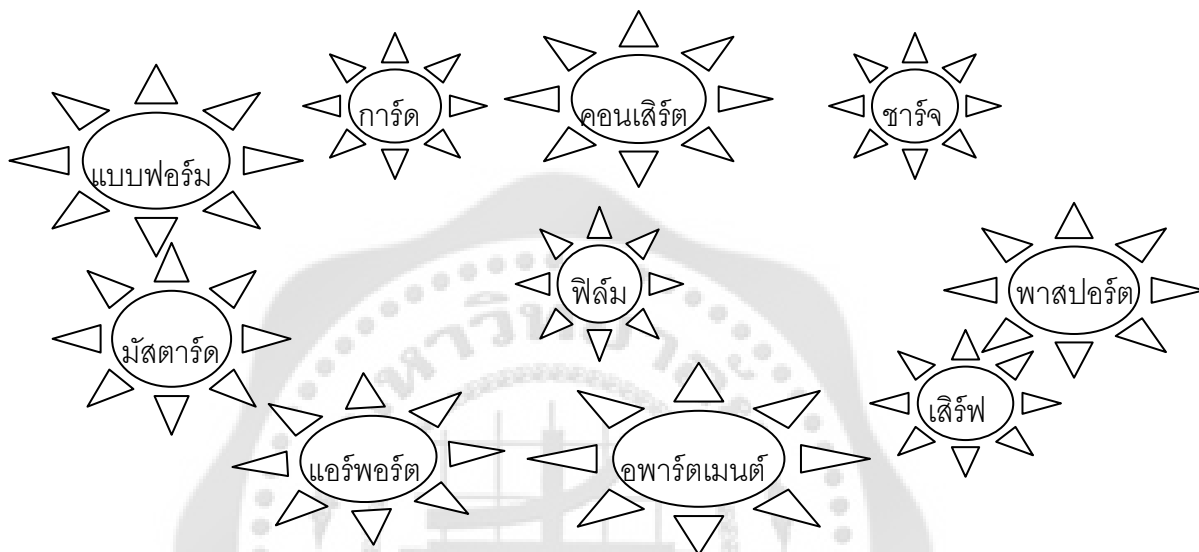 การ์ด
คอนเสิร์ต
ชาร์จ
แบบฟอร์ม
ฟิล์ม
พาสปอร์ต
มัสตาร์ด
เสิร์ฟ
แอร์พอร์ต
อพาร์ตเมนต์